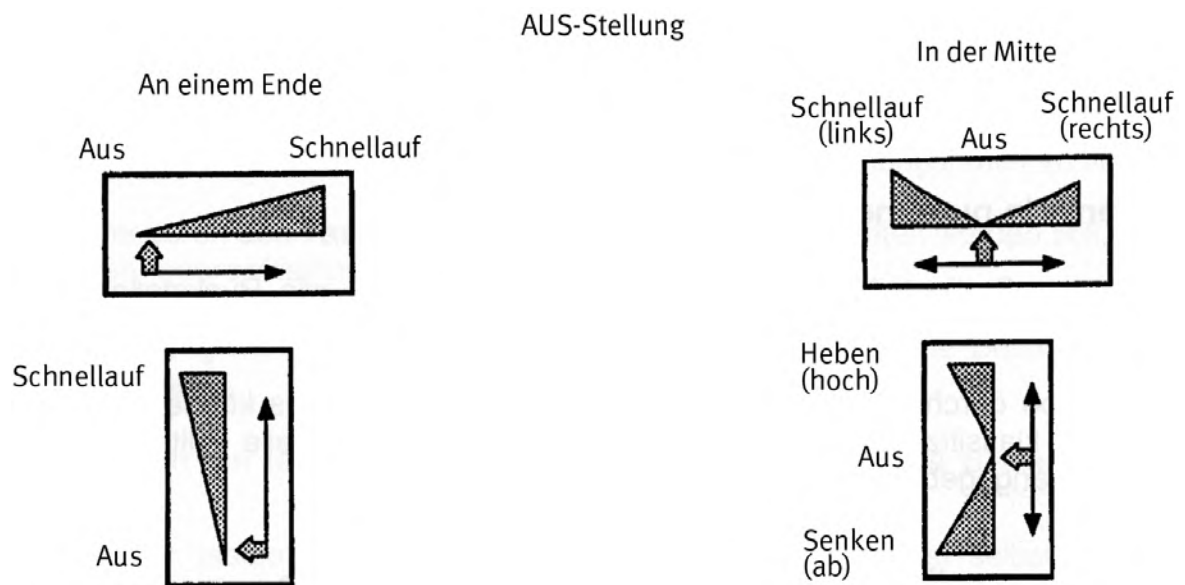 AUS-Stellung
An einem Ende
In der Mitte
Aus
Schnellauf
Schnellauf
(links)
Aus
Schnellauf
(rechts)
Schnellauf
Aus
Heben
(hoch)
Aus
Senken
(ab)